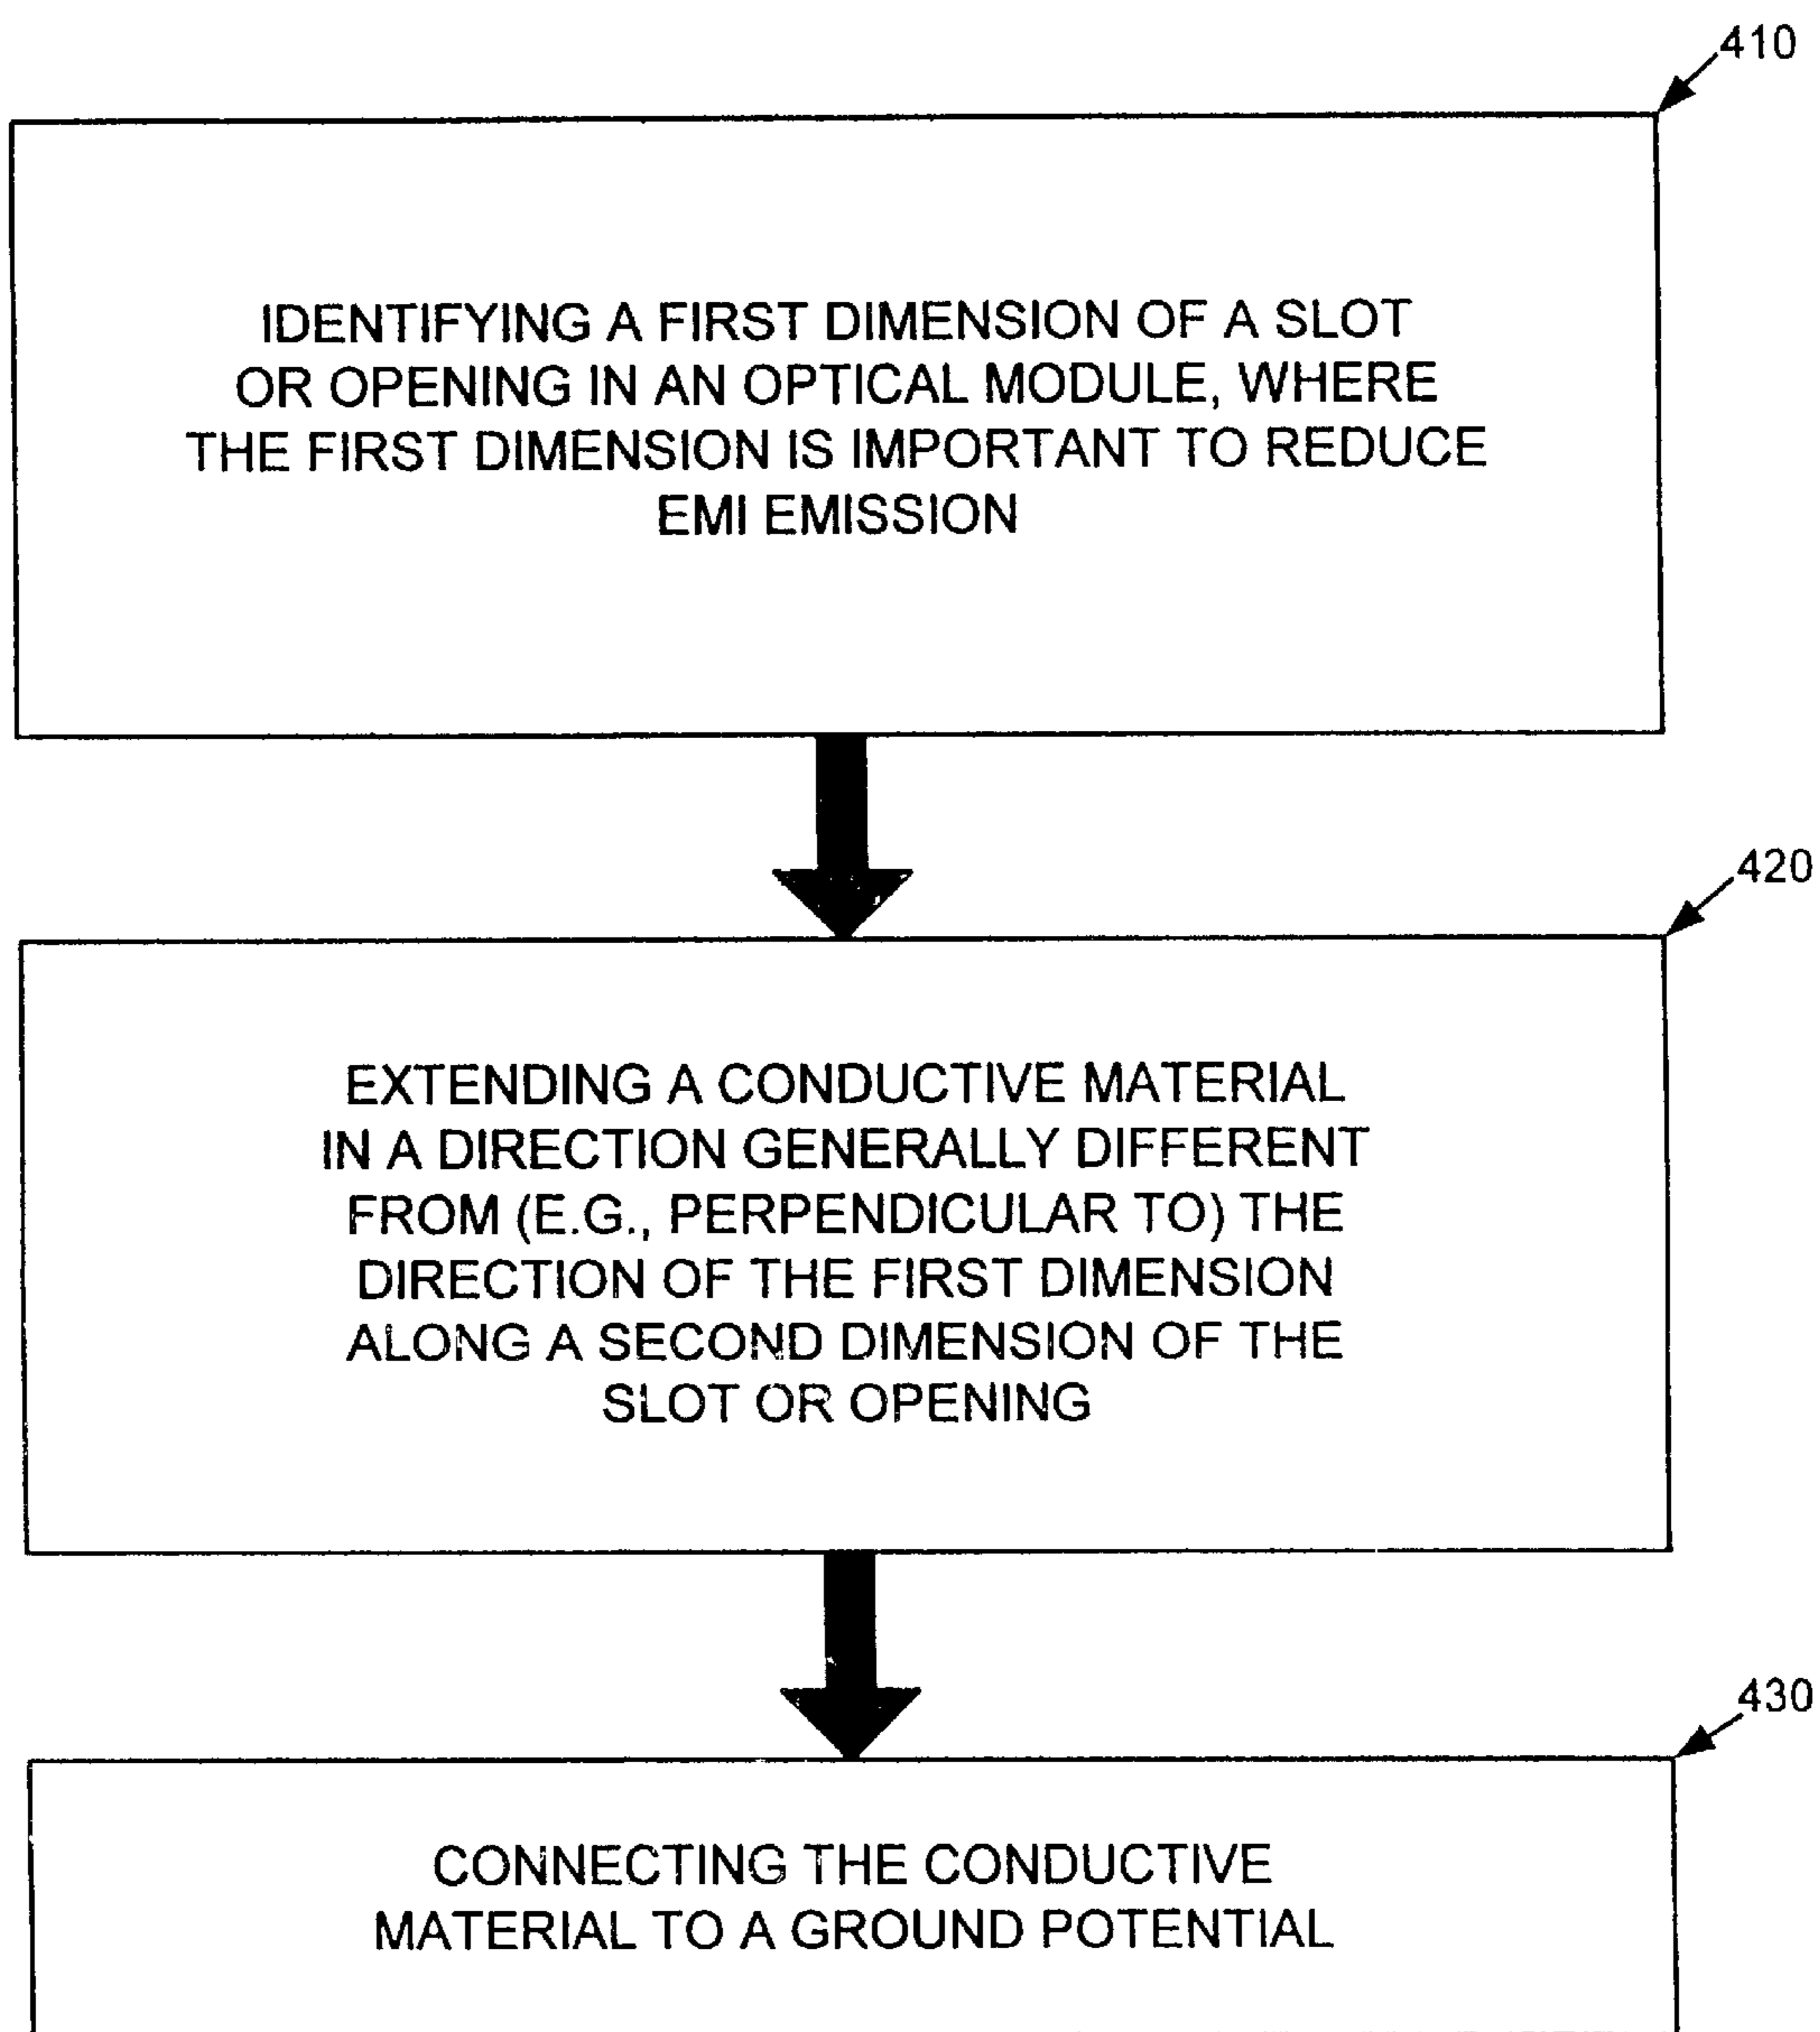 410
IDENTIFYING A FIRST DIMENSION OF A SLOT
OR OPENING IN AN OPTICAL MODULE, WHERE
THE FIRST DIMENSION IS IMPORTANT TO REDUCE
EMI EMISSION
420
EXTENDING A CONDUCTIVE MATERIAL
IN A DIRECTION GENERALLY DIFFERENT
FROM (E.G., PERPENDICULAR TO) THE
DIRECTION OF THE FIRST DIMENSION
ALONG A SECOND DIMENSION OF THE
SLOT OR OPENING
430
CONNECTING THE CONDUCTIVE
MATERIAL TO A GROUND POTENTIAL